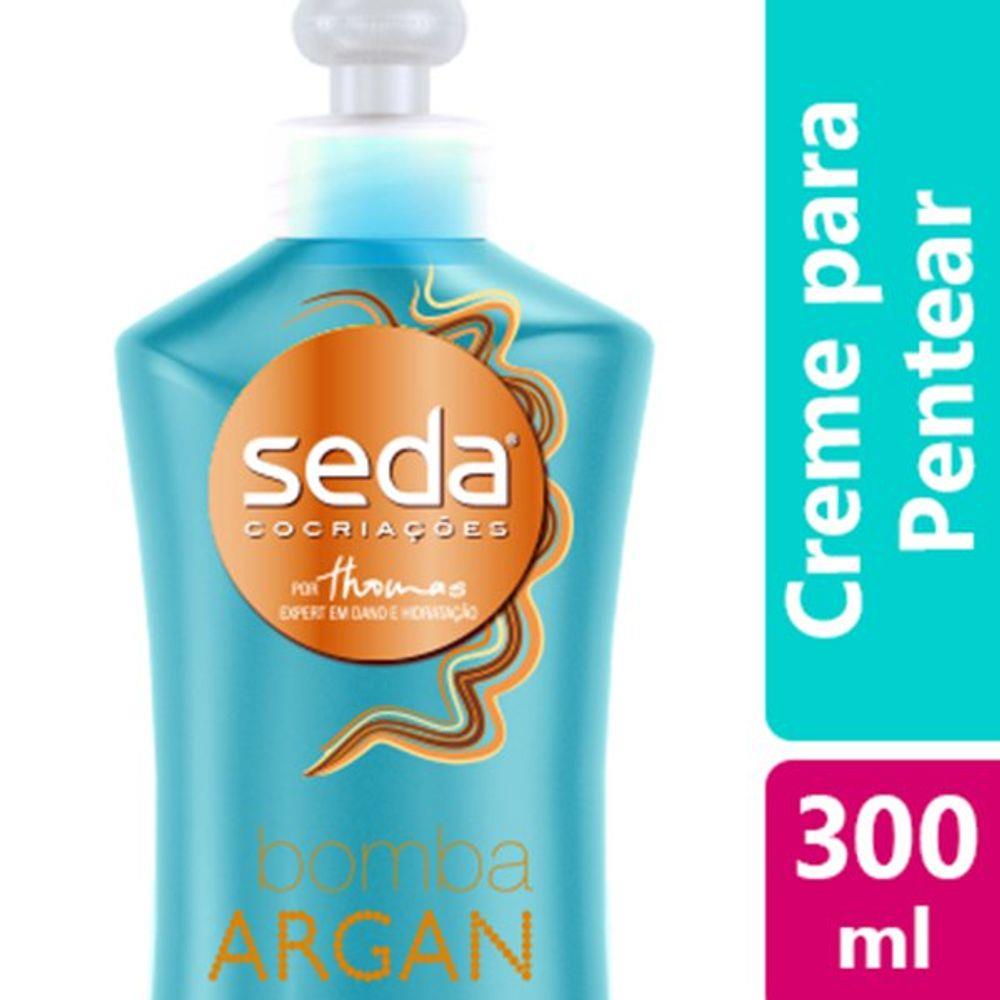 seda®
COCRIAÇÕES
POR Thomas
EXPERT EM DANO E HIDRATAÇÃO
bomba
ARGAN
Creme para
Pentear
300
ml